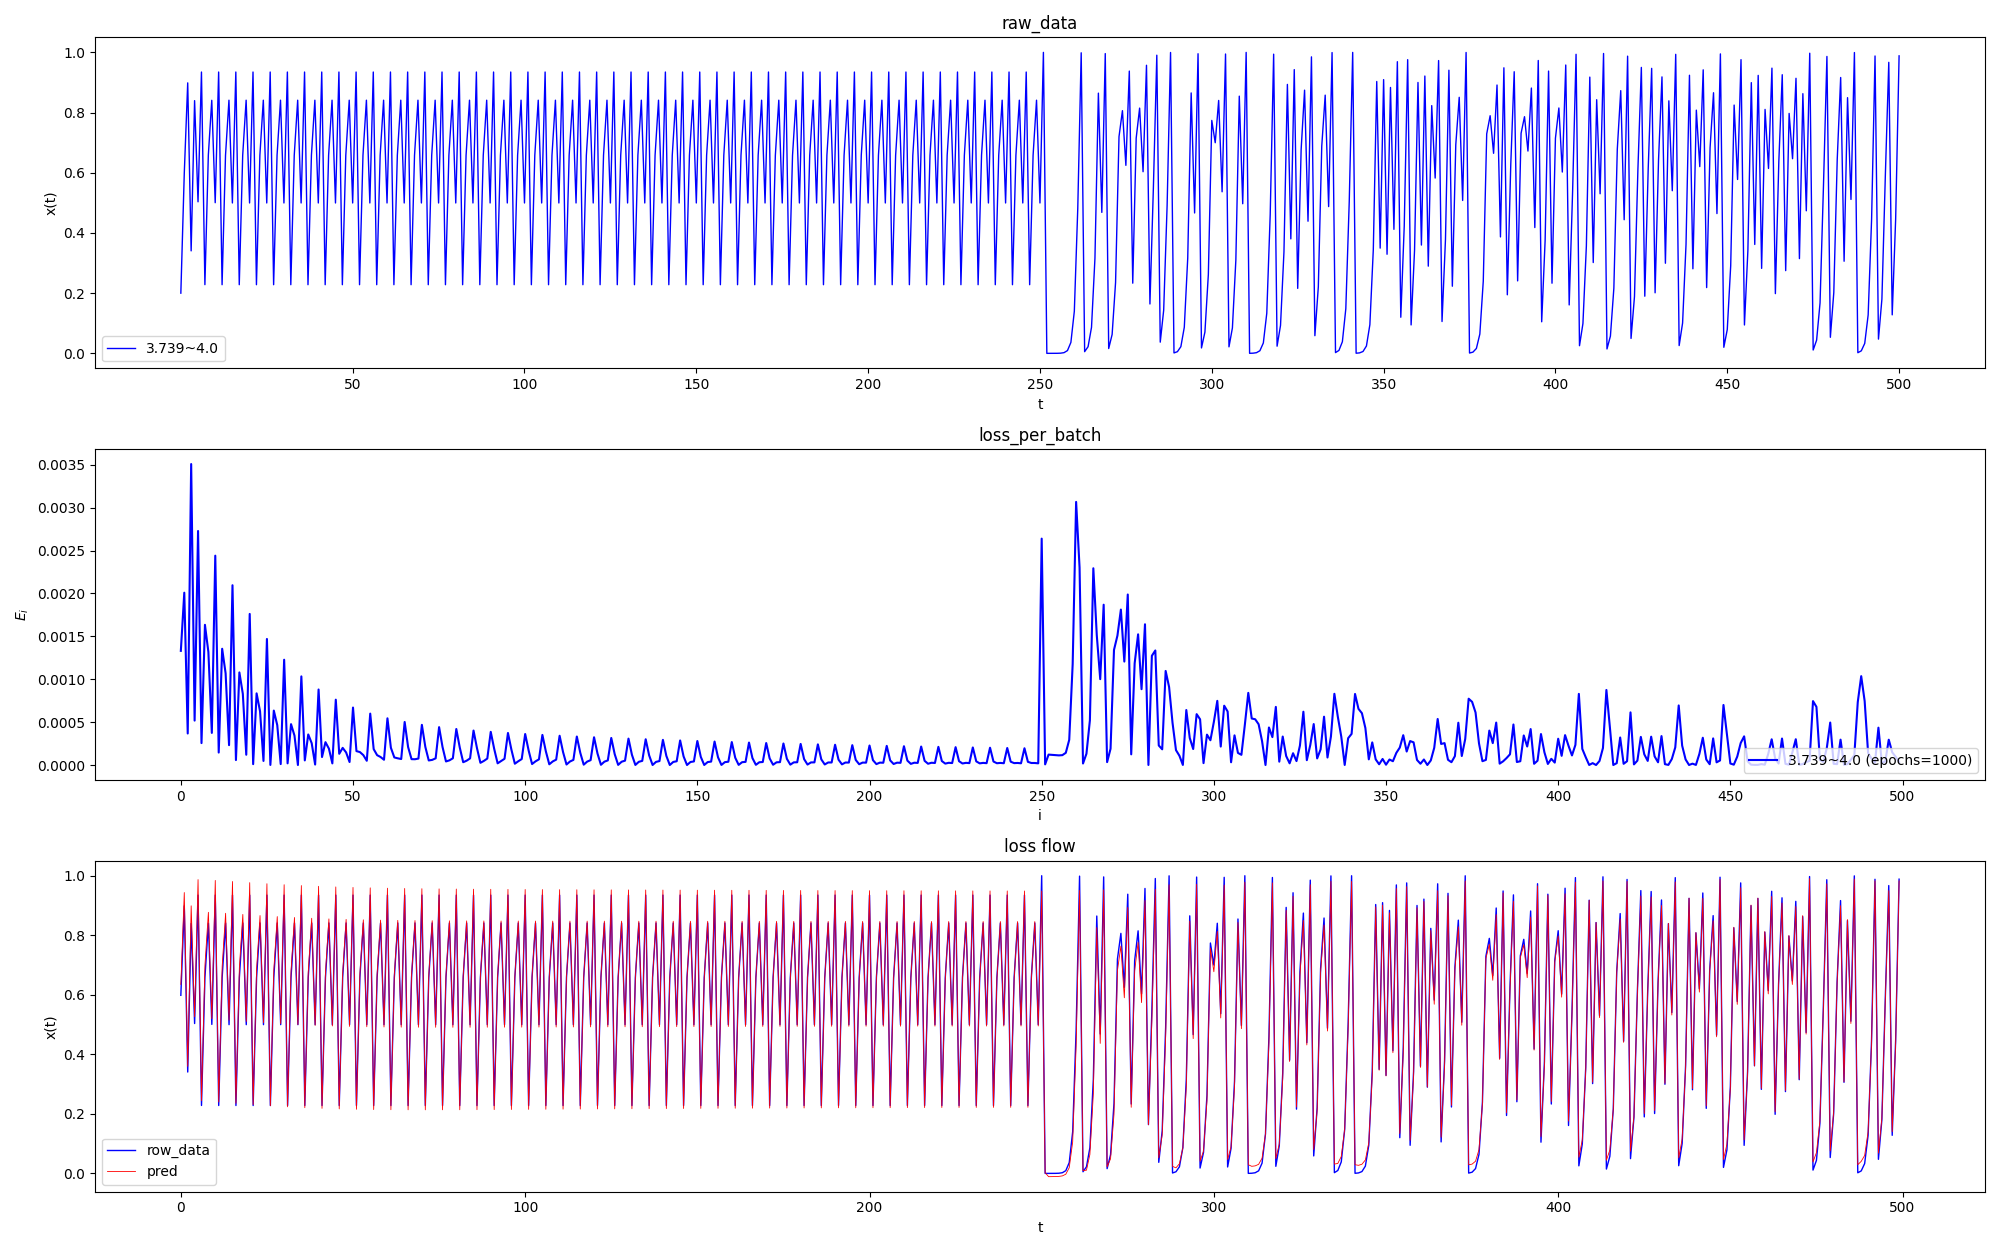 raw_data
1.0
0.8
0.6
0.4
0.2
0.0
x(t)
3.739~4.0
50 100 150 200 250 300 350 400 450 500
t
loss_per_batch
0.0035
0.0030
0.0025
0.0020
0.0015
0.0010
0.0005
0.0000
E_i
3.739~4.0 (epochs=1000)
0 50 100 150 200 250 300 350 400 450 500
i
loss flow
1.0
0.8
0.6
0.4
0.2
0.0
x(t)
row_data
pred
0 100 200 300 400 500
t